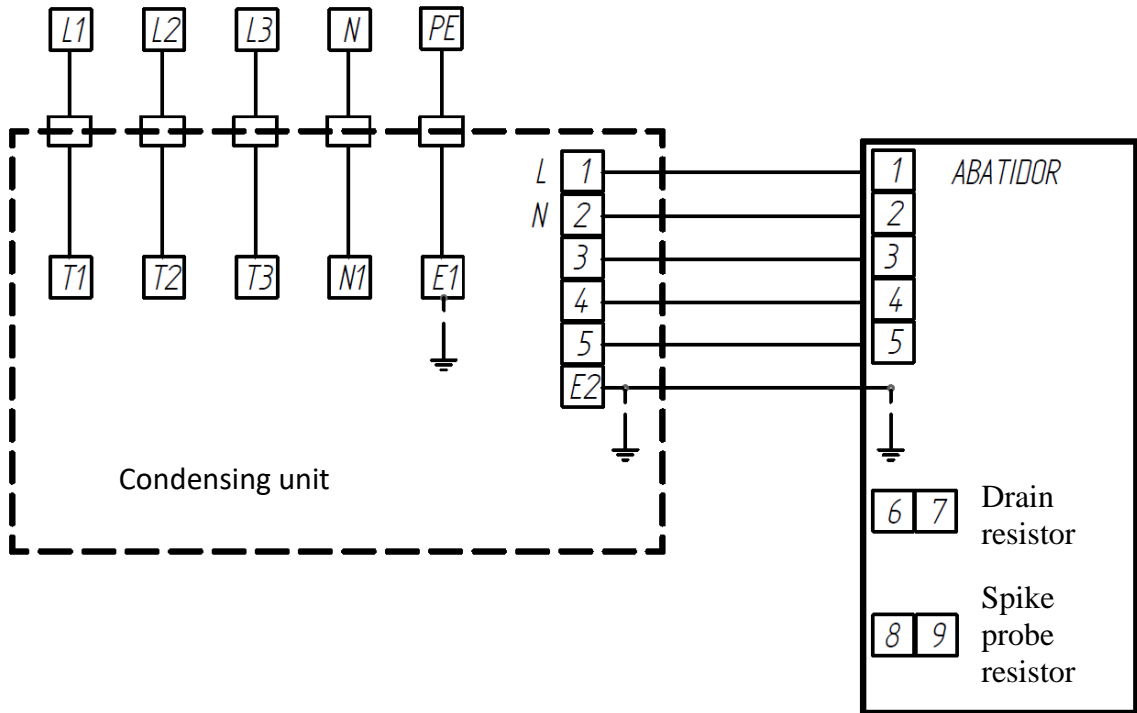 L1 L2 L3 N PE
L 1 1 ABATIDOR
N 2 2
T1 T2 T3 N1 E1 3 3
4 4
5 5
E2
Condensing unit
6 7 Drain
resistor
Spike
8 9 probe
resistor